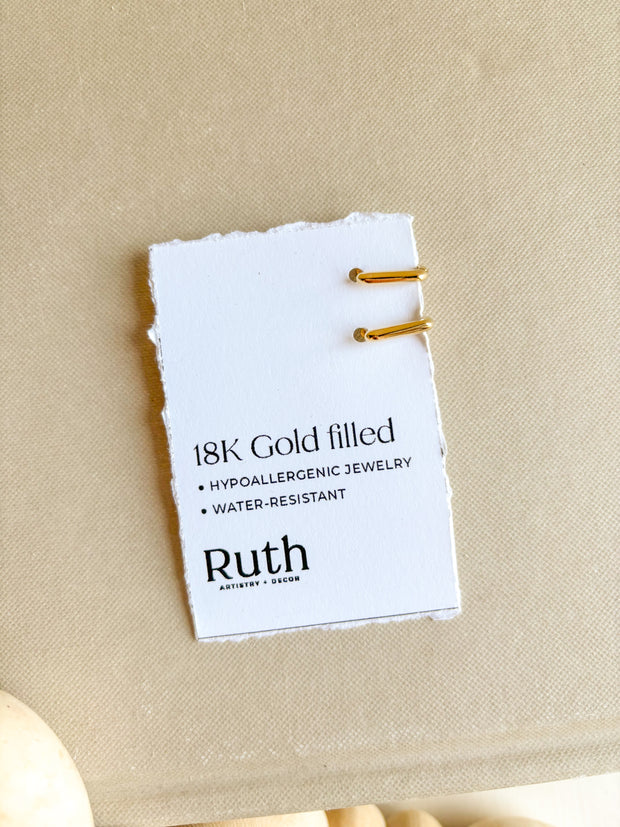 18K Gold filled
• HYPOALLERGENIC JEWELRY
• WATER-RESISTANT
Ruth
ARTISTRY + DECOR